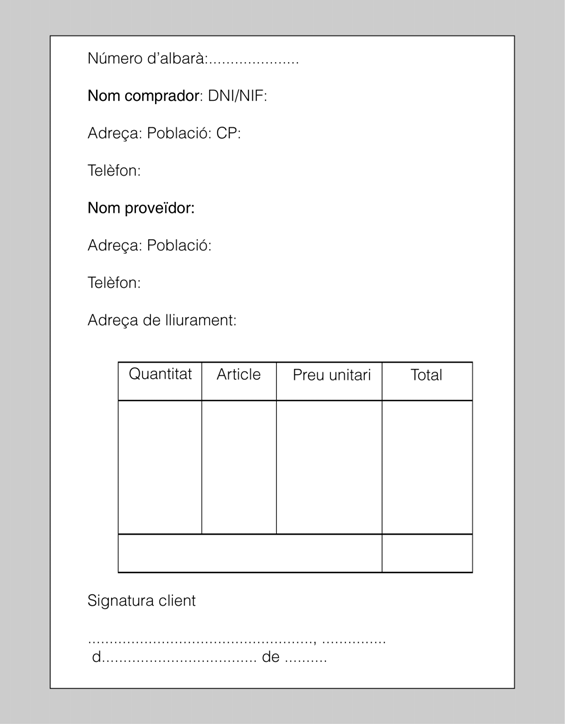 Número d’albarà:.....................
Nom comprador: DNI/NIF:
Adreça: Població: CP:
Telèfon:
Nom proveïdor:
Adreça: Població:
Telèfon:
Adreça de lliurament:
Quantitat Article Preu unitari Total
Signatura client
...................................................., ...............
d.................................... de ..........